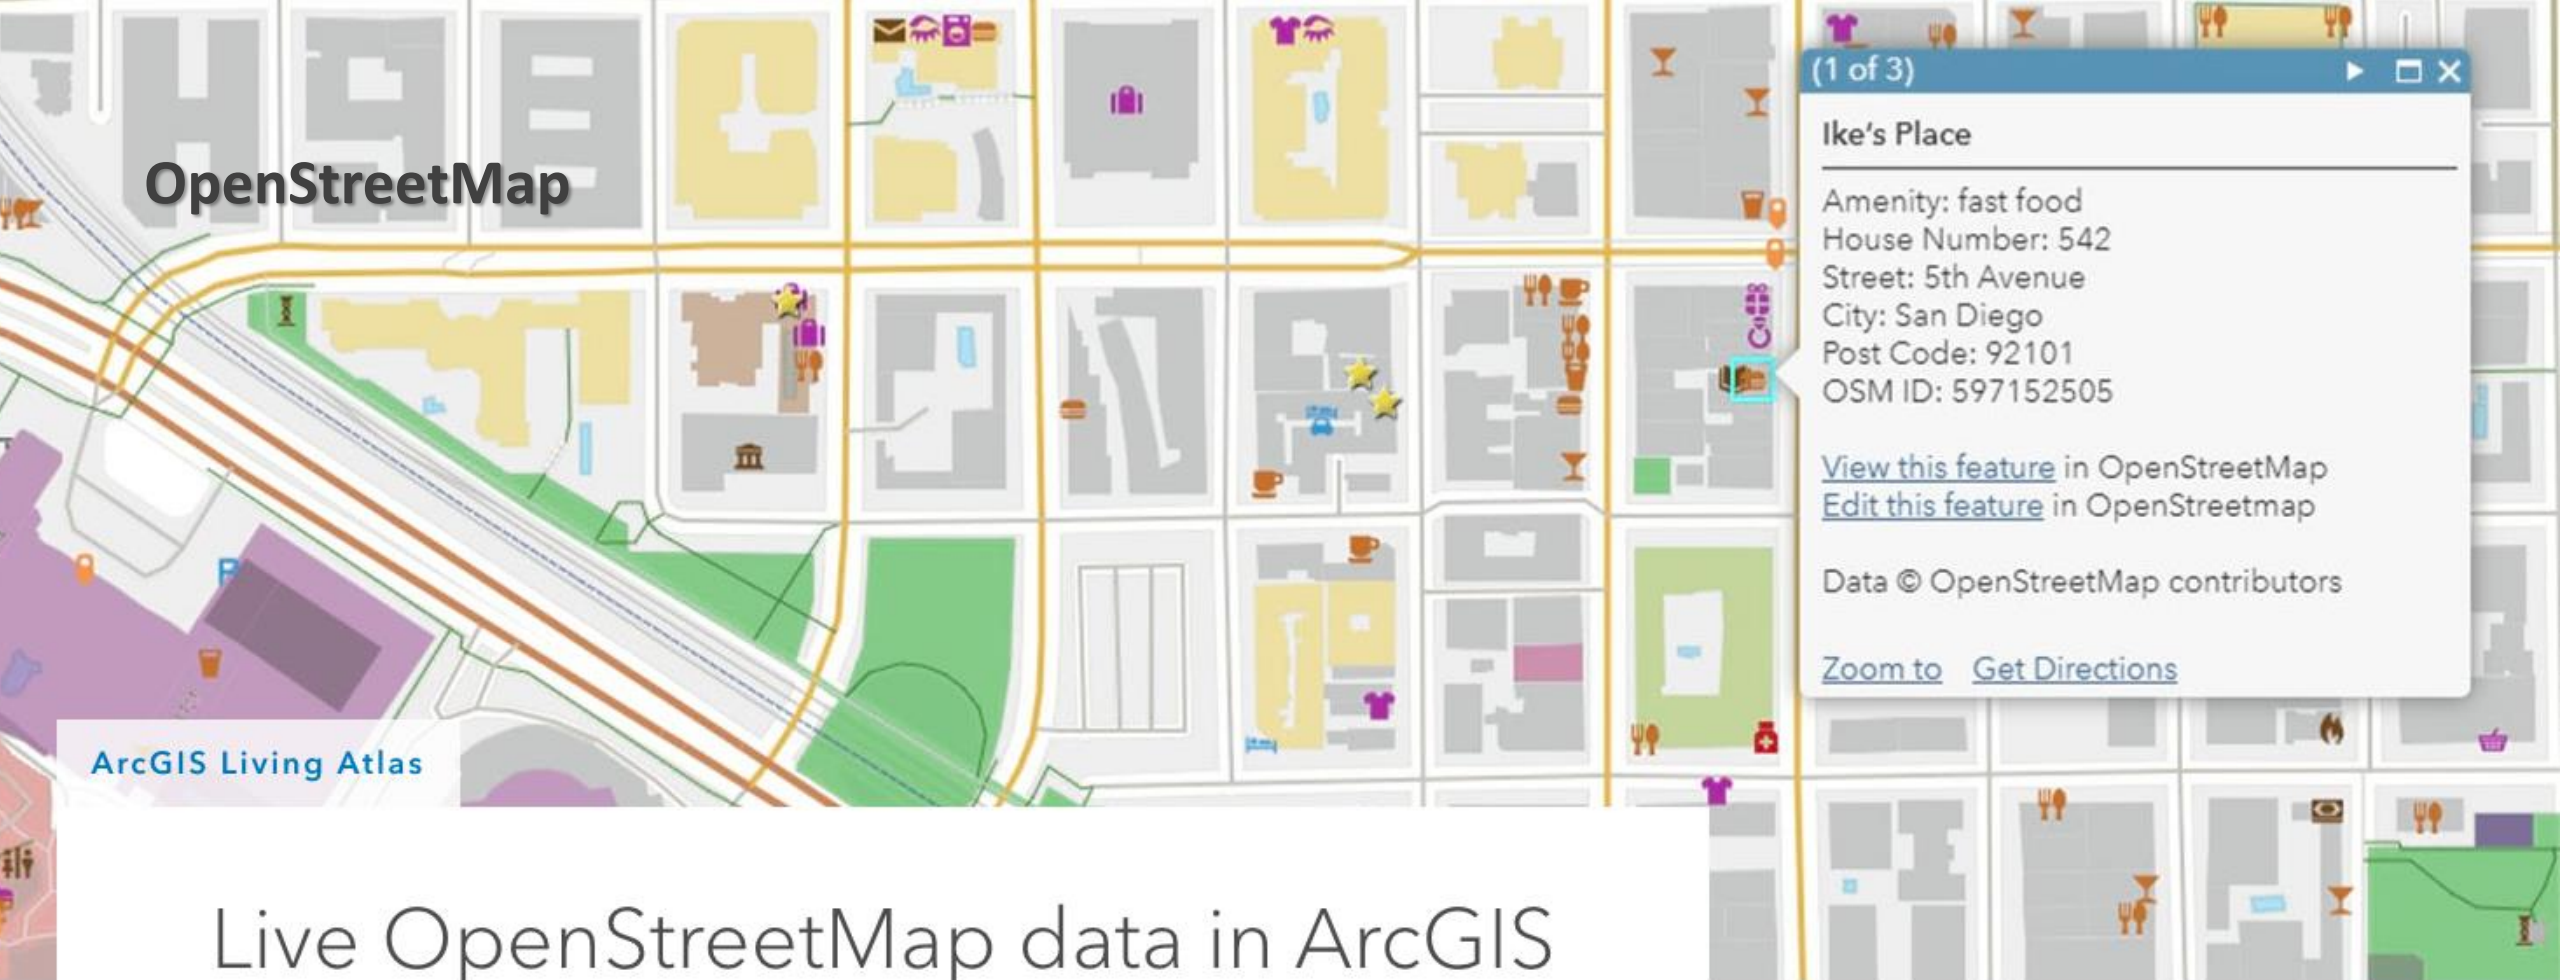 OpenStreetMap
(1 of 3)
Ike's Place
Amenity: fast food
House Number: 542
Street: 5th Avenue
City: San Diego
Post Code: 92101
OSM ID: 597152505
View this feature in OpenStreetMap
Edit this feature in OpenStreetmap
Data © OpenStreetMap contributors
Zoom to Get Directions
ArcGIS Living Atlas
Live OpenStreetMap data in ArcGIS